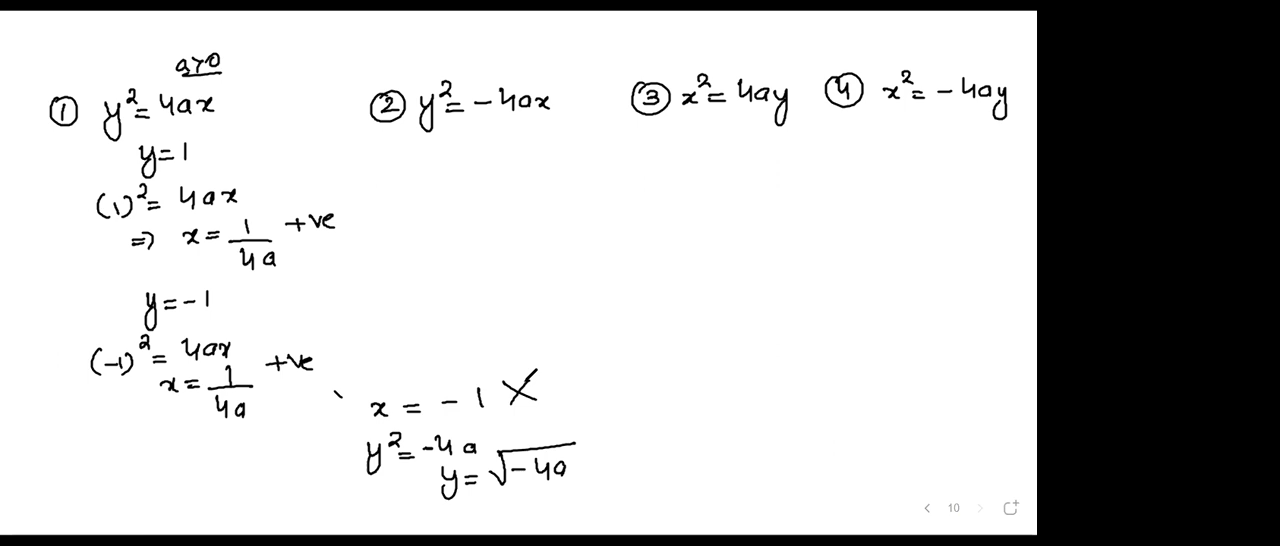 a>0
① y² = 4ax
② y² = - 4ax
③ x² = 4ay
④ x² = - 4ay
y = 1
(1)² = 4ax
⇒ x = 1/4a +ve
y = - 1
(-1)² = 4ax
x = 1/4a +ve
x = - 1 ✗
y² = -4a
y = √-4a
10